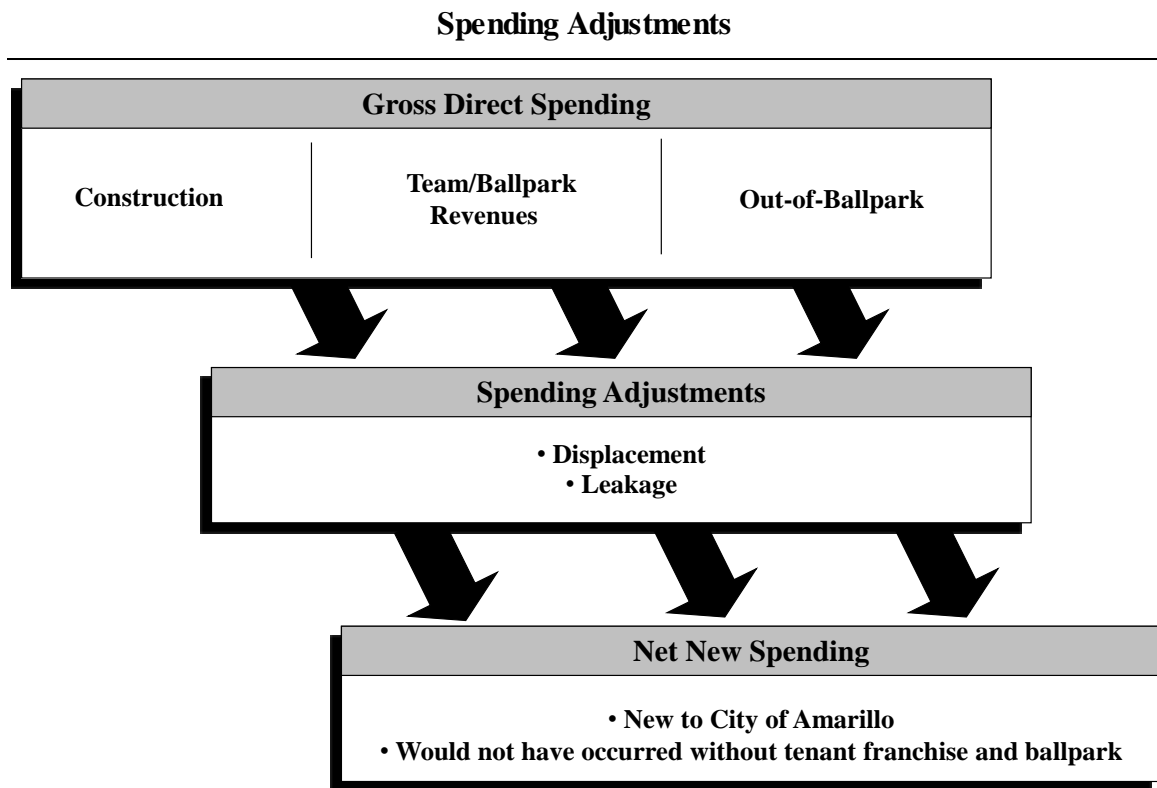 Spending Adjustments
Gross Direct Spending
Construction
Team/Ballpark
Revenues
Out-of-Ballpark
Spending Adjustments
• Displacement
• Leakage
Net New Spending
• New to City of Amarillo
• Would not have occurred without tenant franchise and ballpark